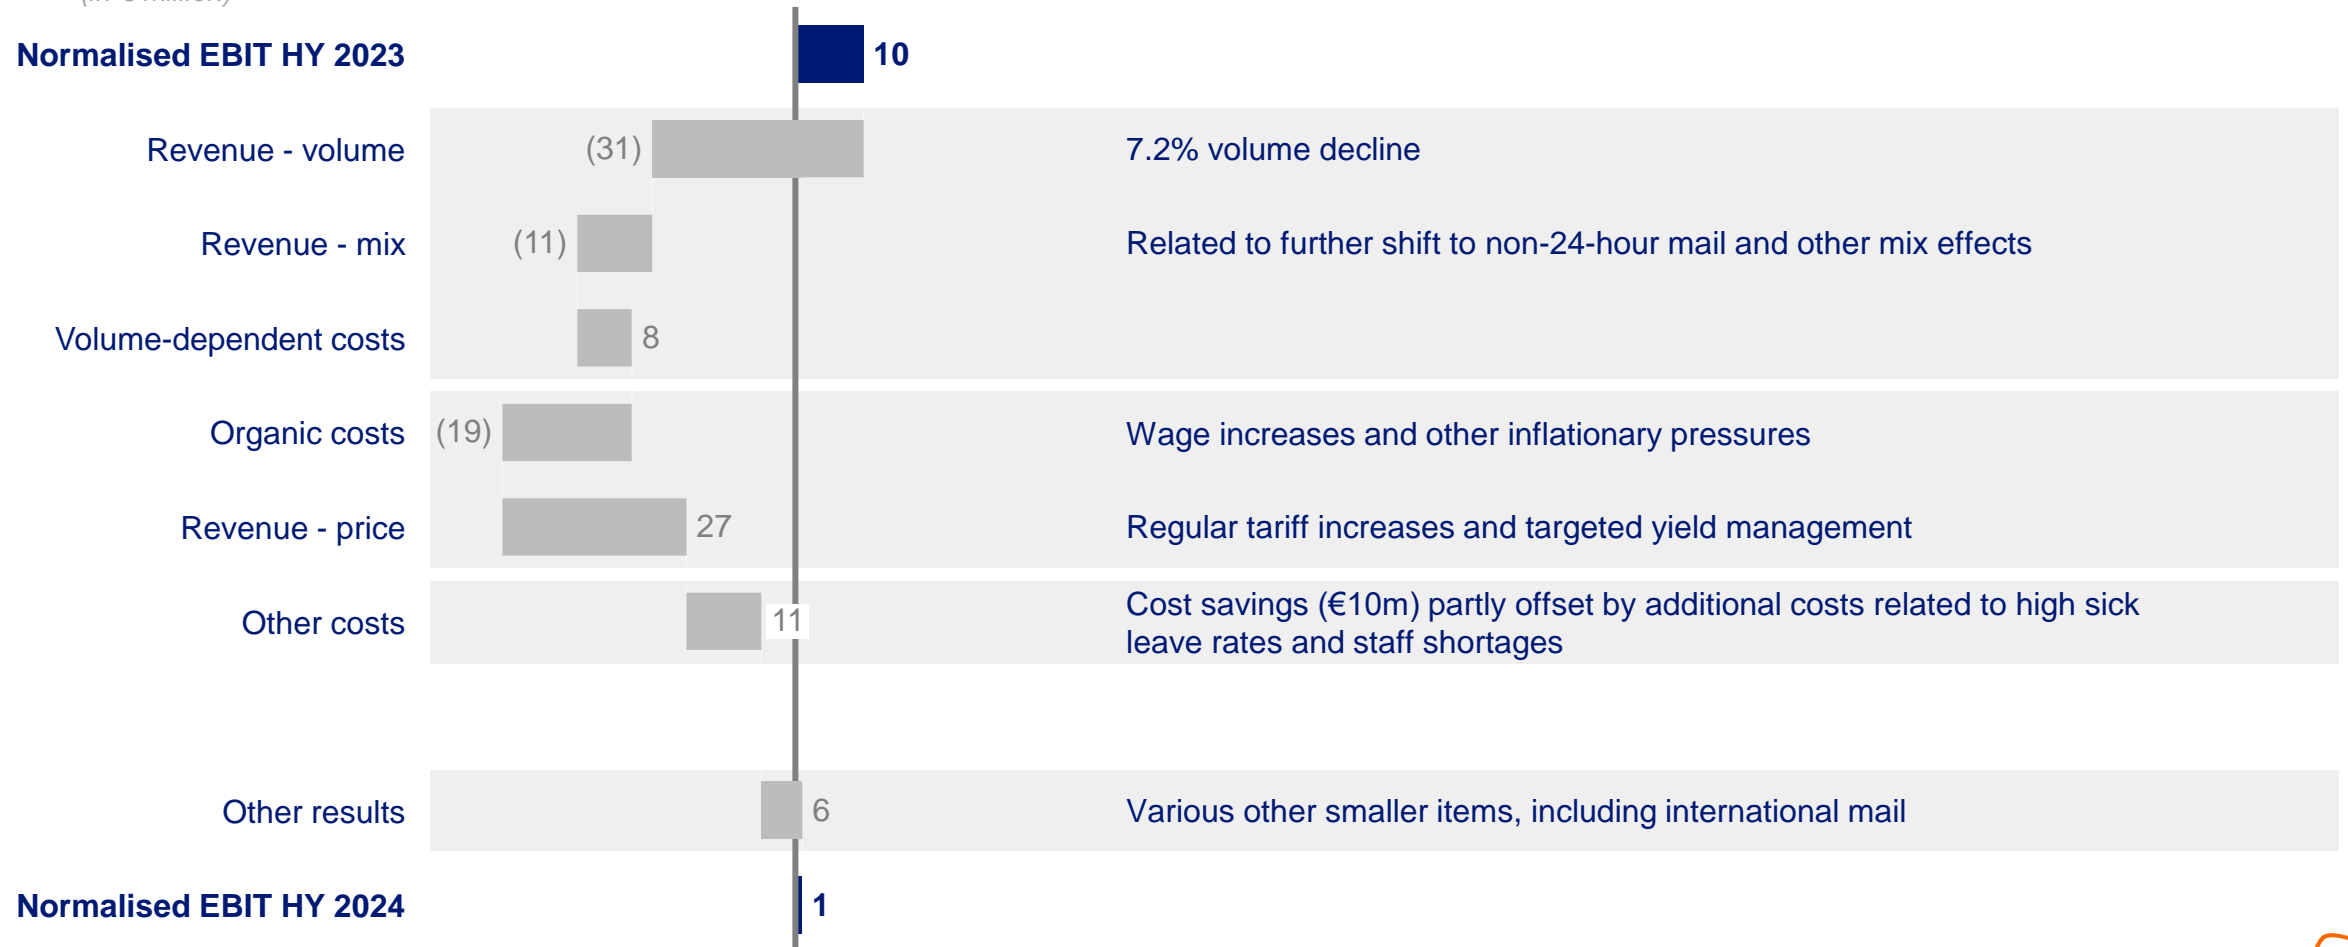 (in € million)
Normalised EBIT HY 2023 10
Revenue - volume (31) 7.2% volume decline
Revenue - mix (11) Related to further shift to non-24-hour mail and other mix effects
Volume-dependent costs 8
Organic costs (19) Wage increases and other inflationary pressures
Revenue - price 27 Regular tariff increases and targeted yield management
Other costs 11 Cost savings (€10m) partly offset by additional costs related to high sick
leave rates and staff shortages
Other results 6 Various other smaller items, including international mail
Normalised EBIT HY 2024 1